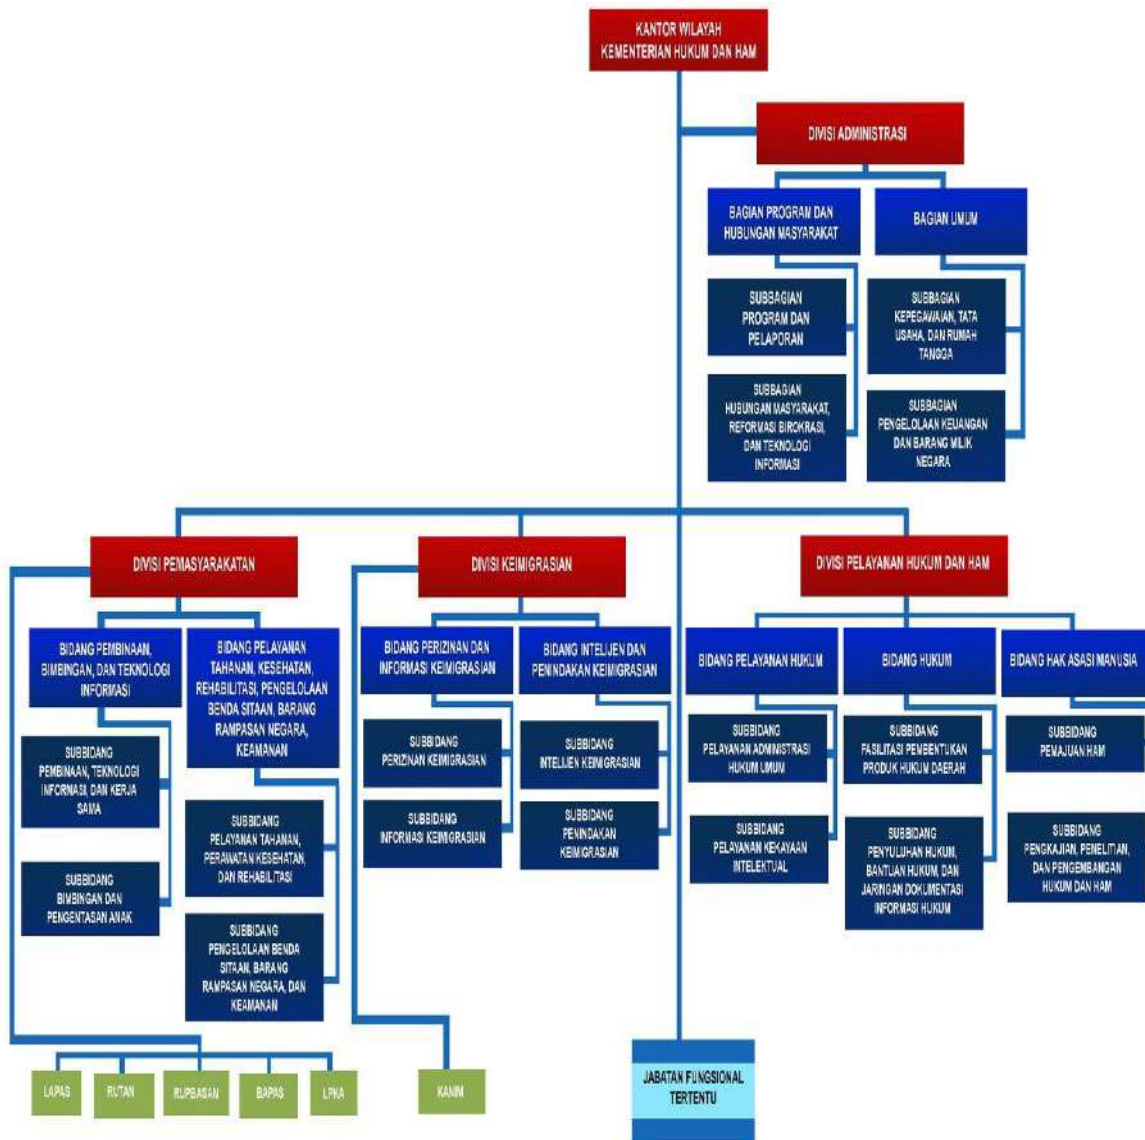 KANTOR WILAYAH
KEMENTERIAN HUKUM DAN HAM
DIVISI ADMINISTRASI
BAGIAN PROGRAM DAN
HUBUNGAN MASYARAKAT
BAGIAN UMUM
SUBBAGIAN
PROGRAM DAN
PELAPORAN
SUBBAGIAN
KEPEGAWAIAN, TATA
USAHA, DAN RUMAH
TANGGA
SUBBAGIAN
HUBUNGAN MASYARAKAT,
REFORMASI BIROKRASI,
DAN TEKNOLOGI
INFORMASI
SUBBAGIAN
PENGELOLAAN KEUANGAN
DAN BARANG MILIK
NEGARA
DIVISI PEMASYARAKATAN
DIVISI KEIMIGRASIAN
DIVISI PELAYANAN HUKUM DAN HAM
BIDANG PEMBINAAN,
BIMBINGAN, DAN TEKNOLOGI
INFORMASI
BIDANG PELAYANAN
TAHANAN, KESEHATAN,
REHABILITASI, PENGELOLAAN
BENDA SITAAN, BARANG
RAMPASAN NEGARA,
KEAMANAN
BIDANG PERIZINAN DAN
INFORMASI KEIMIGRASIAN
BIDANG INTELIJEN DAN
PENINDAKAN KEIMIGRASIAN
BIDANG PELAYANAN HUKUM
BIDANG HUKUM
BIDANG HAK ASASI MANUSIA
SUBBIDANG
PEMBINAAN, TEKNOLOGI
INFORMASI, DAN KERJA
SAMA
SUBBIDANG
PERIZINAN KEIMIGRASIAN
SUBBIDANG
INTELIJEN KEIMIGRASIAN
SUBBIDANG
PELAYANAN ADMINISTRASI
HUKUM UMUM
SUBBIDANG
FASILITASI PEMBENTUKAN
PRODUK HUKUM DAERAH
SUBBIDANG
PEMAJUAN HAM
SUBBIDANG
BIMBINGAN DAN
PENGENTASAN ANAK
SUBBIDANG
PELAYANAN TAHANAN,
PERAWATAN KESEHATAN,
DAN REHABILITASI
SUBBIDANG
INFORMASI KEIMIGRASIAN
SUBBIDANG
PENINDAKAN
KEIMIGRASIAN
SUBBIDANG
PELAYANAN KEKAYAAN
INTELEKTUAL
SUBBIDANG
PENYULUHAN HUKUM,
BANTUAN HUKUM, DAN
JARINGAN DOKUMENTASI
INFORMASI HUKUM
SUBBIDANG
PENGKAJIAN, PENELITIAN,
DAN PENGEMBANGAN
HUKUM DAN HAM
SUBBIDANG
PENGELOLAAN BENDA
SITAAN, BARANG
RAMPASAN NEGARA, DAN
KEAMANAN
LAPAS
RUTAN
RUPBASAN
BAPAS
LPKA
KANIM
JABATAN FUNGSIONAL
TERTENTU